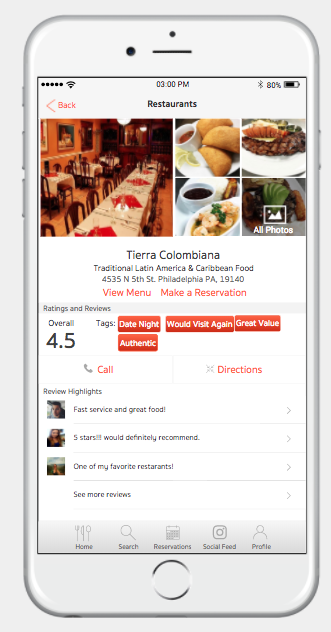 03:00 PM 80%
Back Restaurants
All Photos
Tierra Colombiana
Traditional Latin America & Caribbean Food
4535 N 5th St. Philadelphia PA, 19140
View Menu Make a Reservation
Ratings and Reviews
Overall Tags: Date Night Would Visit Again Great Value
4.5 Authentic
Call Directions
Review Highlights
Fast service and great food!
5 stars!!! would definitely recommend.
One of my favorite restarants!
See more reviews
Home Search Reservations Social Feed Profile